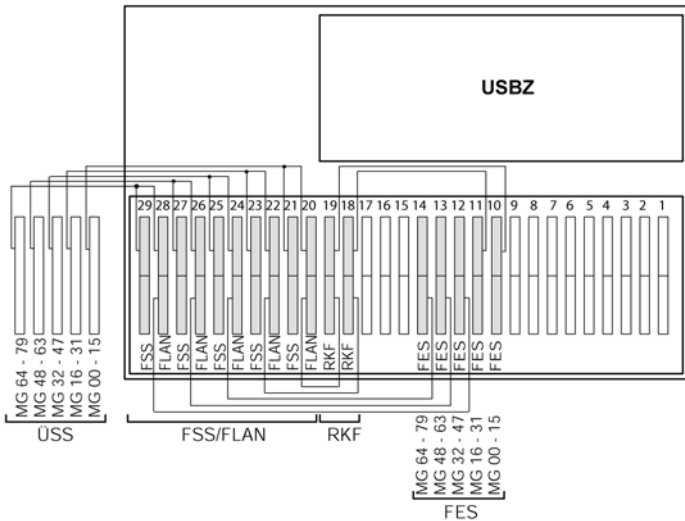 USBZ
29 28 27 26 25 24 23 22 21 20 19 18 17 16 15 14 13 12 11 10 9 8 7 6 5 4 3 2 1
FSS FLAN FSS FLAN FSS FLAN FSS FLAN FSS FLAN RKF RKF FES FES FES FES FES
MG 64 - 79
MG 48 - 63
MG 32 - 47
MG 16 - 31
MG 00 - 15
ÜSS
FSS/FLAN
RKF
MG 64 - 79
MG 48 - 63
MG 32 - 47
MG 16 - 31
MG 00 - 15
FES